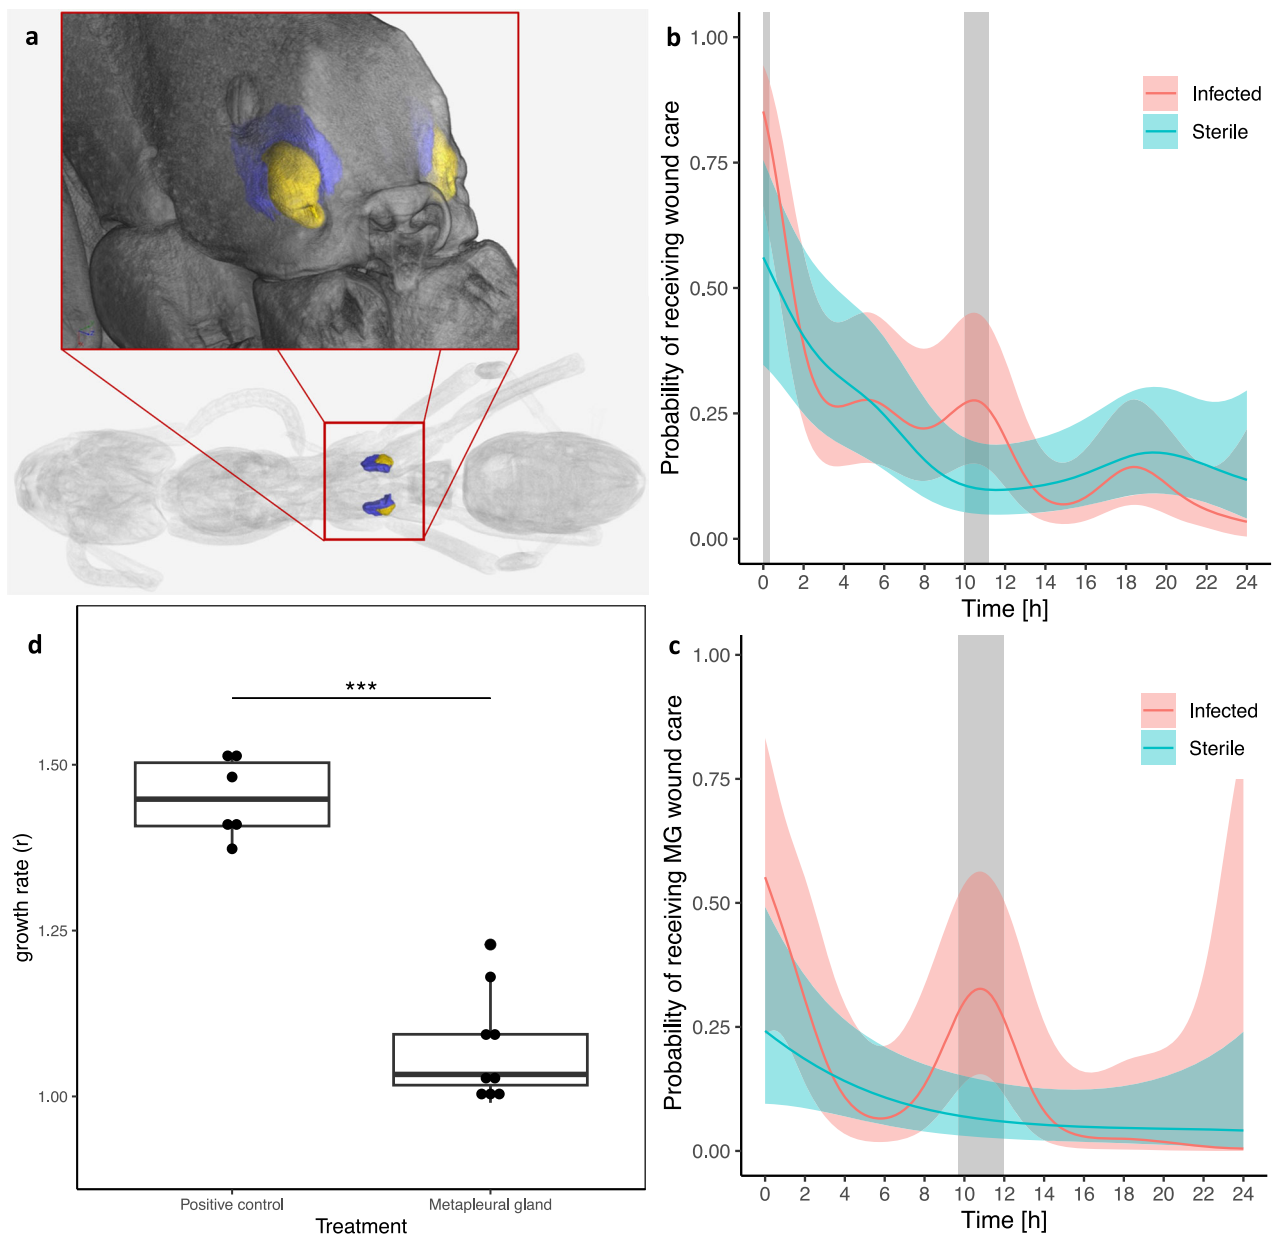 a
b
1.00
0.75
0.50
0.25
0.00
Probability of receiving wound care
Infected
Sterile
0 2 4 6 8 10 12 14 16 18 20 22 24
Time [h]
d
***
1.50
1.25
1.00
growth rate (r)
Positive control Metapleural gland
Treatment
c
1.00
0.75
0.50
0.25
0.00
Probability of receiving MG wound care
Infected
Sterile
0 2 4 6 8 10 12 14 16 18 20 22 24
Time [h]